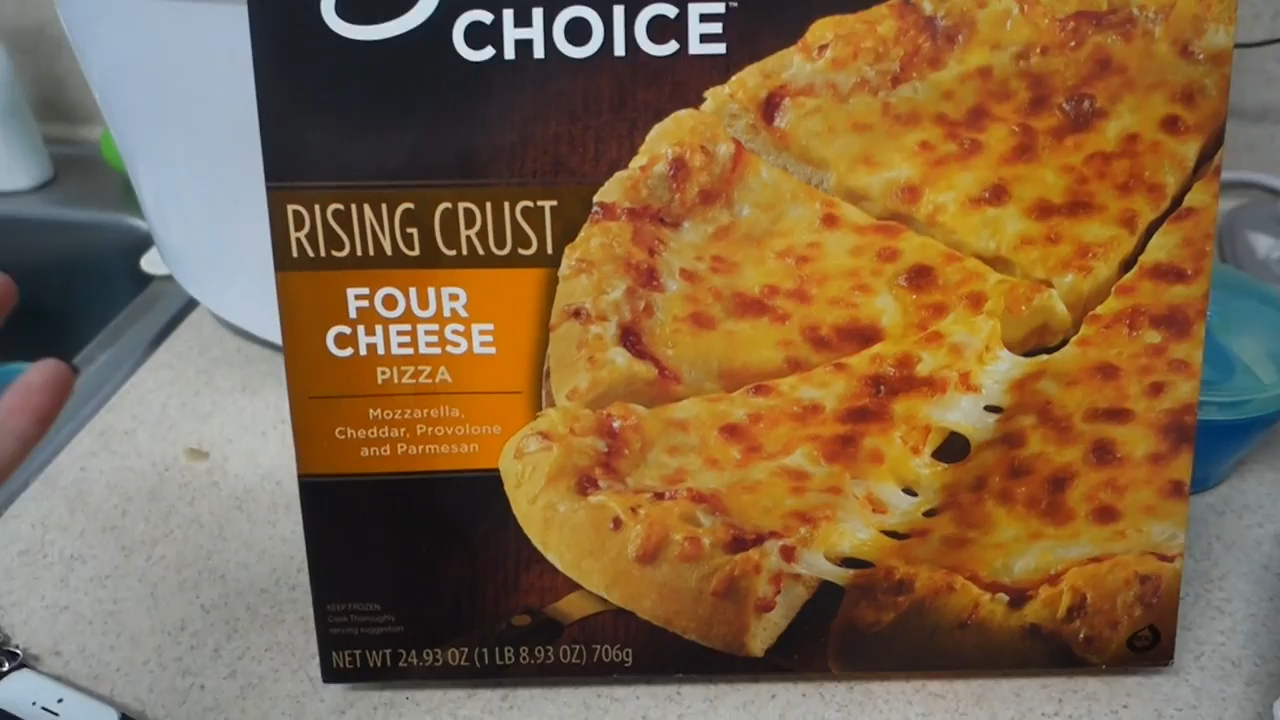 CHOICE™
RISING CRUST
FOUR
CHEESE
PIZZA
Mozzarella,
Cheddar, Provolone
and Parmesan
KEEP FROZEN
Cook Thoroughly
serving suggestion
NET WT 24.93 OZ (1 LB 8.93 OZ) 706g